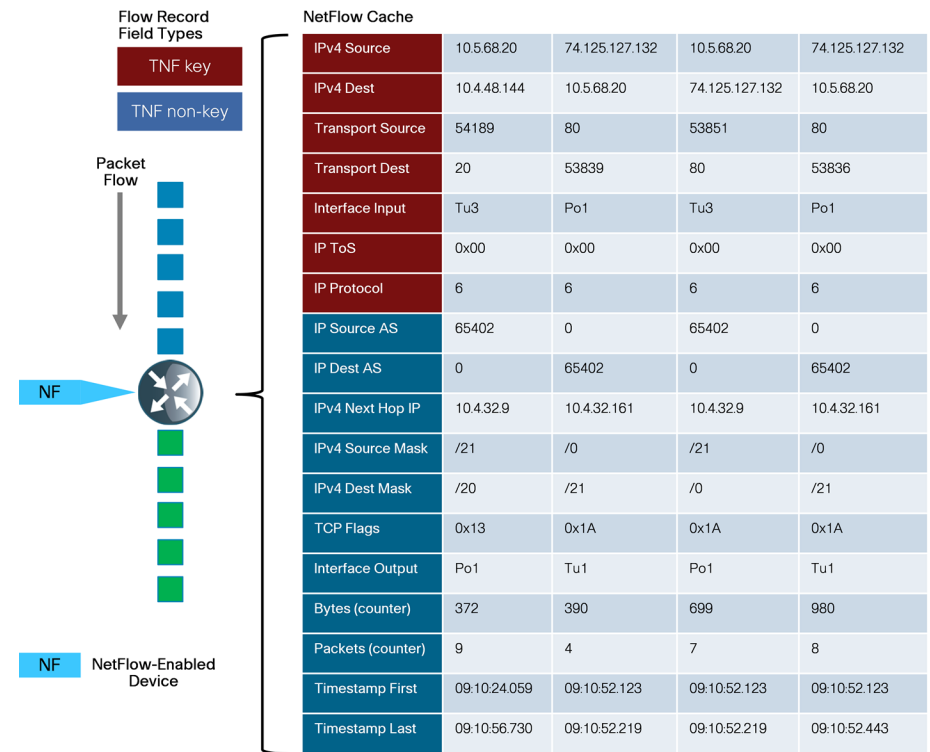 Flow Record
Field Types
TNF key
TNF non-key
Packet
Flow
NF
NF NetFlow-Enabled
Device
NetFlow Cache
IPv4 Source 10.5.68.20 74.125.127.132 10.5.68.20 74.125.127.132
IPv4 Dest 10.4.48.144 10.5.68.20 74.125.127.132 10.5.68.20
Transport Source 54189 80 53851 80
Transport Dest 20 53839 80 53836
Interface Input Tu3 Po1 Tu3 Po1
IP ToS 0x00 0x00 0x00 0x00
IP Protocol 6 6 6 6
IP Source AS 65402 0 65402 0
IP Dest AS 0 65402 0 65402
IPv4 Next Hop IP 10.4.32.9 10.4.32.161 10.4.32.9 10.4.32.161
IPv4 Source Mask /21 /0 /21 /0
IPv4 Dest Mask /20 /21 /0 /21
TCP Flags 0x13 0x1A 0x1A 0x1A
Interface Output Po1 Tu1 Po1 Tu1
Bytes (counter) 372 390 699 980
Packets (counter) 9 4 7 8
Timestamp First 09:10:24.059 09:10:52.123 09:10:52.123 09:10:52.123
Timestamp Last 09:10:56.730 09:10:52.219 09:10:52.219 09:10:52.443